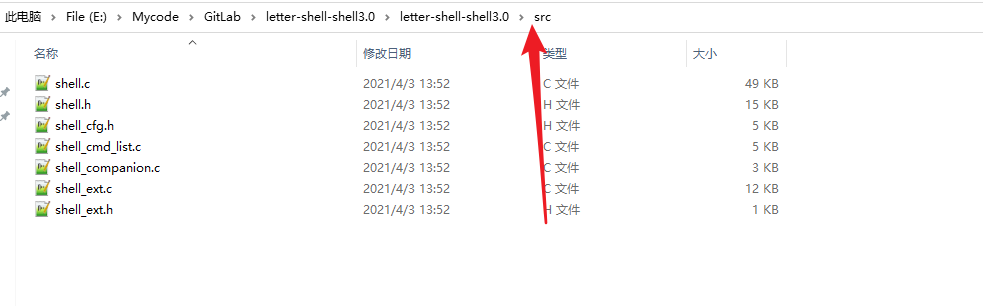 此电脑 > File (E:) > Mycode > GitLab > letter-shell-shell3.0 > letter-shell-shell3.0 > src
名称 修改日期 类型 大小
shell.c 2021/4/3 13:52 C 文件 49 KB
shell.h 2021/4/3 13:52 H 文件 15 KB
shell_cfg.h 2021/4/3 13:52 H 文件 5 KB
shell_cmd_list.c 2021/4/3 13:52 C 文件 5 KB
shell_companion.c 2021/4/3 13:52 C 文件 3 KB
shell_ext.c 2021/4/3 13:52 C 文件 12 KB
shell_ext.h 2021/4/3 13:52 H 文件 1 KB